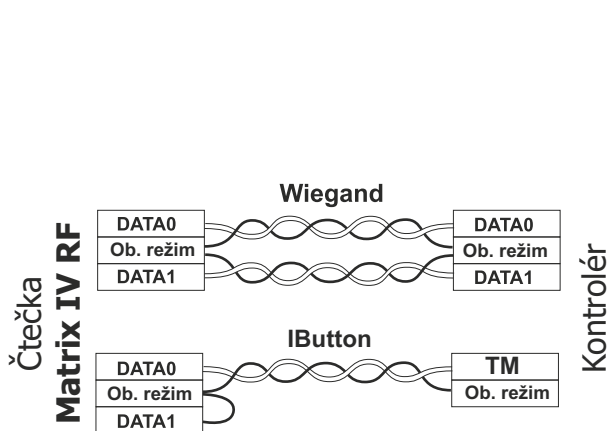 Wiegand
Čtečka
Matrix IV RF
DATA0
Ob. režim
DATA1
DATA0
Ob. režim
DATA1
Kontrolér
IButton
DATA0
Ob. režim
DATA1
TM
Ob. režim